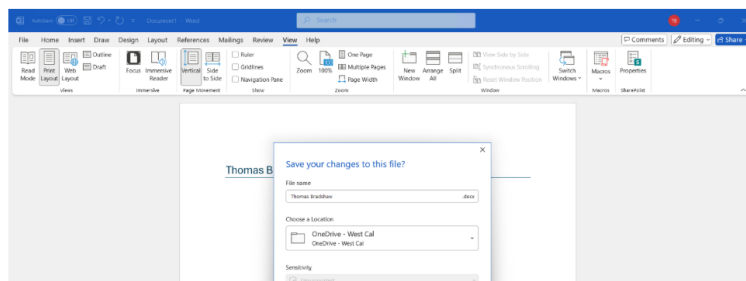 AutoSave Off Document1 - Word Search TB
File Home Insert Draw Design Layout References Mailings Review View Help Comments Editing Share
Read Mode
Print Layout
Web Layout
Outline
Draft
Views
Focus
Immersive Reader
Immersive
Vertical
Side to Side
Page Movement
Ruler
Gridlines
Navigation Pane
Show
Zoom
100%
One Page
Multiple Pages
Page Width
Zoom
New Window
Arrange All
Split
View Side by Side
Synchronous Scrolling
Reset Window Position
Window
Switch Windows
Macros
Macros
Properties
SharePoint
Thomas B
Save your changes to this file?
File name
Thomas Bradshaw .docx
Choose a Location
OneDrive - West Cal
OneDrive - West Cal
Sensitivity